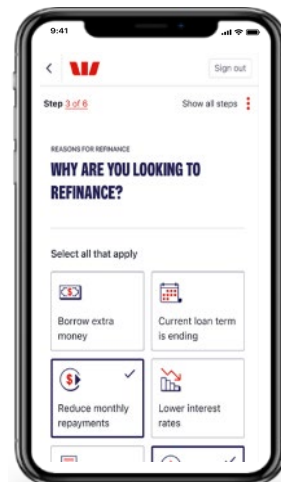 9:41
Sign out
Step 3 of 6
Show all steps
REASONS FOR REFINANCE
WHY ARE YOU LOOKING TO
REFINANCE?
Select all that apply
Borrow extra
money
Current loan term
is ending
Reduce monthly
repayments
Lower interest
rates